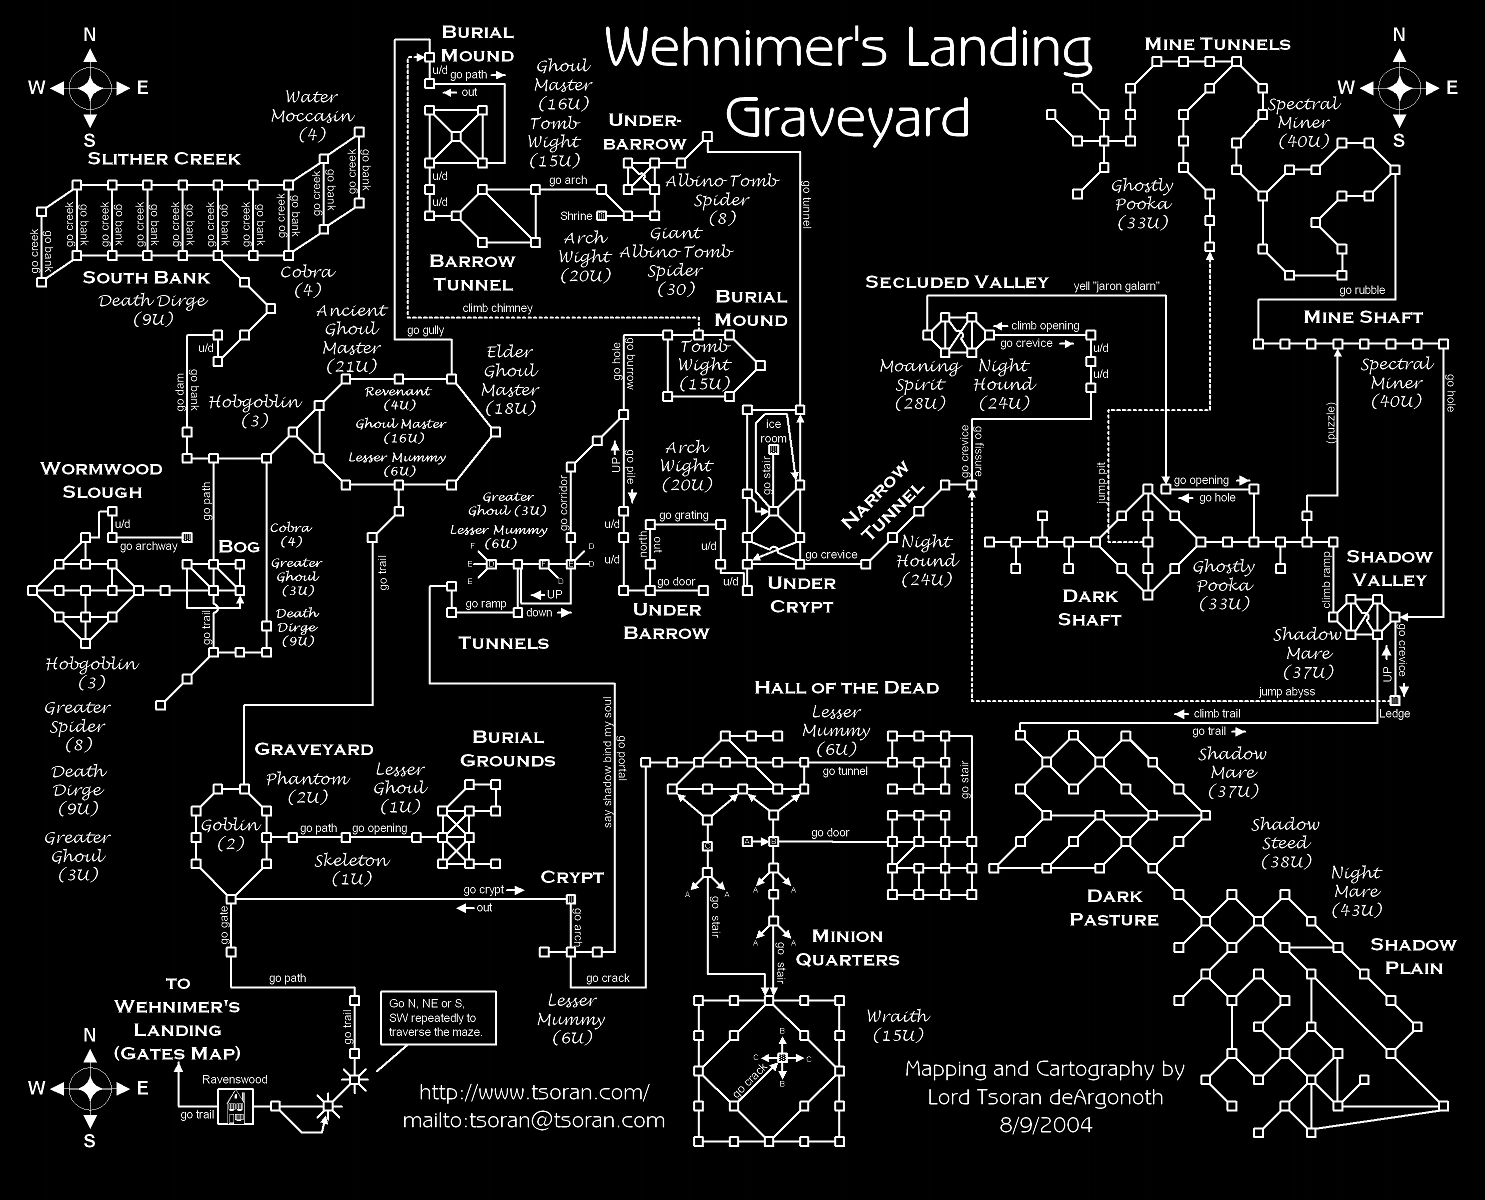 Wehnimer's Landing
Graveyard
N
W
E
S
N
W
E
S
N
W
E
S
SLITHER CREEK
Water
Moccasin
(4)
go creek
go bank
go creek
go bank
go creek
go bank
go creek
go bank
go creek
go bank
go creek
go bank
go creek
go bank
go creek
go bank
go creek
go bank
SOUTH BANK
Death Dirge
(9U)
Cobra
(4)
u/d
go dam
go bank
Hobgoblin
(3)
Ancient
Ghoul
Master
(21U)
Revenant
(4U)
Ghoul Master
(16U)
Lesser Mummy
(6U)
Elder
Ghoul
Master
(18U)
go gully
BURIAL
MOUND
u/d
go path
out
Ghoul
Master
(16U)
Tomb
Wight
(15U)
u/d
u/d
go arch
Shrine
BARROW
TUNNEL
Arch
Wight
(20U)
UNDER-
BARROW
Albino Tomb
Spider
(8)
Giant
Albino Tomb
Spider
(30)
go tunnel
climb chimney
BURIAL
MOUND
Tomb
Wight
(15U)
go hole
go burrow
UP
go pile
Arch
Wight
(20U)
ice
room
go stair
u/d
u/d
north
out
go grating
u/d
go door
u/d
UNDER
BARROW
UNDER
CRYPT
go crevice
NARROW
TUNNEL
Night
Hound
(24U)
WORMWOOD
SLOUGH
u/d
go archway
go path
BOG
go trail
Cobra
(4)
Greater
Ghoul
(3U)
Death
Dirge
(9U)
Hobgoblin
(3)
Greater
Spider
(8)
Death
Dirge
(9U)
Greater
Ghoul
(3U)
go trail
Greater
Ghoul (3U)
Lesser Mummy
(6U)
go corridor
F
E
E
D
D
F
D
E
D
D
UP
down
go ramp
TUNNELS
say shadow bind my soul
go portal
SECLUDED VALLEY
yell "jaron galarn"
climb opening
go crevice
u/d
u/d
Moaning
Spirit
(28U)
Night
Hound
(24U)
go crevice
go fissure
MINE TUNNELS
Spectral
Miner
(40U)
Ghostly
Pooka
(33U)
go rubble
MINE SHAFT
Spectral
Miner
(40U)
(puzzle)
go hole
jump pit
go opening
go hole
DARK
SHAFT
Ghostly
Pooka
(33U)
climb ramp
SHADOW
VALLEY
Shadow
Mare
(37U)
UP
go crevice
jump abyss
Ledge
climb trail
go trail
GRAVEYARD
Phantom
(2U)
Lesser
Ghoul
(1U)
BURIAL
GROUNDS
Goblin
(2)
go path
go opening
Skeleton
(1U)
go crypt
out
CRYPT
go arch
go crack
Lesser
Mummy
(6U)
go gate
go path
go trail
TO
WEHNIMER'S
LANDING
(GATES MAP)
Ravenswood
go trail
Go N, NE or S,
SW repeatedly to
traverse the maze.
HALL OF THE DEAD
Lesser
Mummy
(6U)
go tunnel
go stair
go door
A
B
A
A
A
A
A
A
go stair
go stair
MINION
QUARTERS
Wraith
(15U)
B
C
C
B
go crack
Shadow
Mare
(37U)
Shadow
Steed
(38U)
DARK
PASTURE
Night
Mare
(43U)
SHADOW
PLAIN
http://www.tsoran.com/
mailto:tsoran@tsoran.com
Mapping and Cartography by
Lord Tsoran deArgonoth
8/9/2004